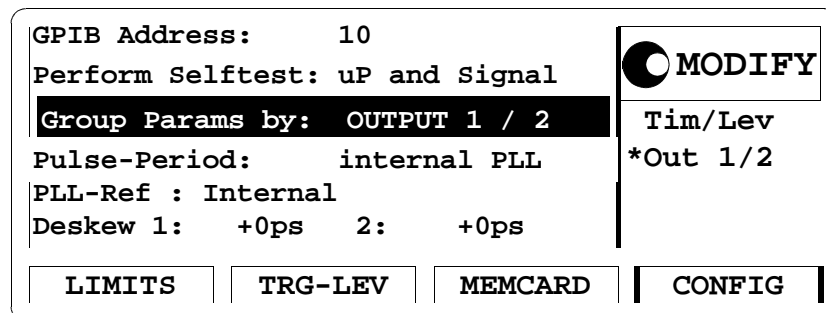 GPIB Address: 10
Perform Selftest: uP and Signal
Group Params by: OUTPUT 1 / 2
Pulse-Period: internal PLL
PLL-Ref : Internal
Deskew 1: +0ps 2: +0ps
MODIFY
Tim/Lev
*Out 1/2
LIMITS TRG-LEV MEMCARD CONFIG